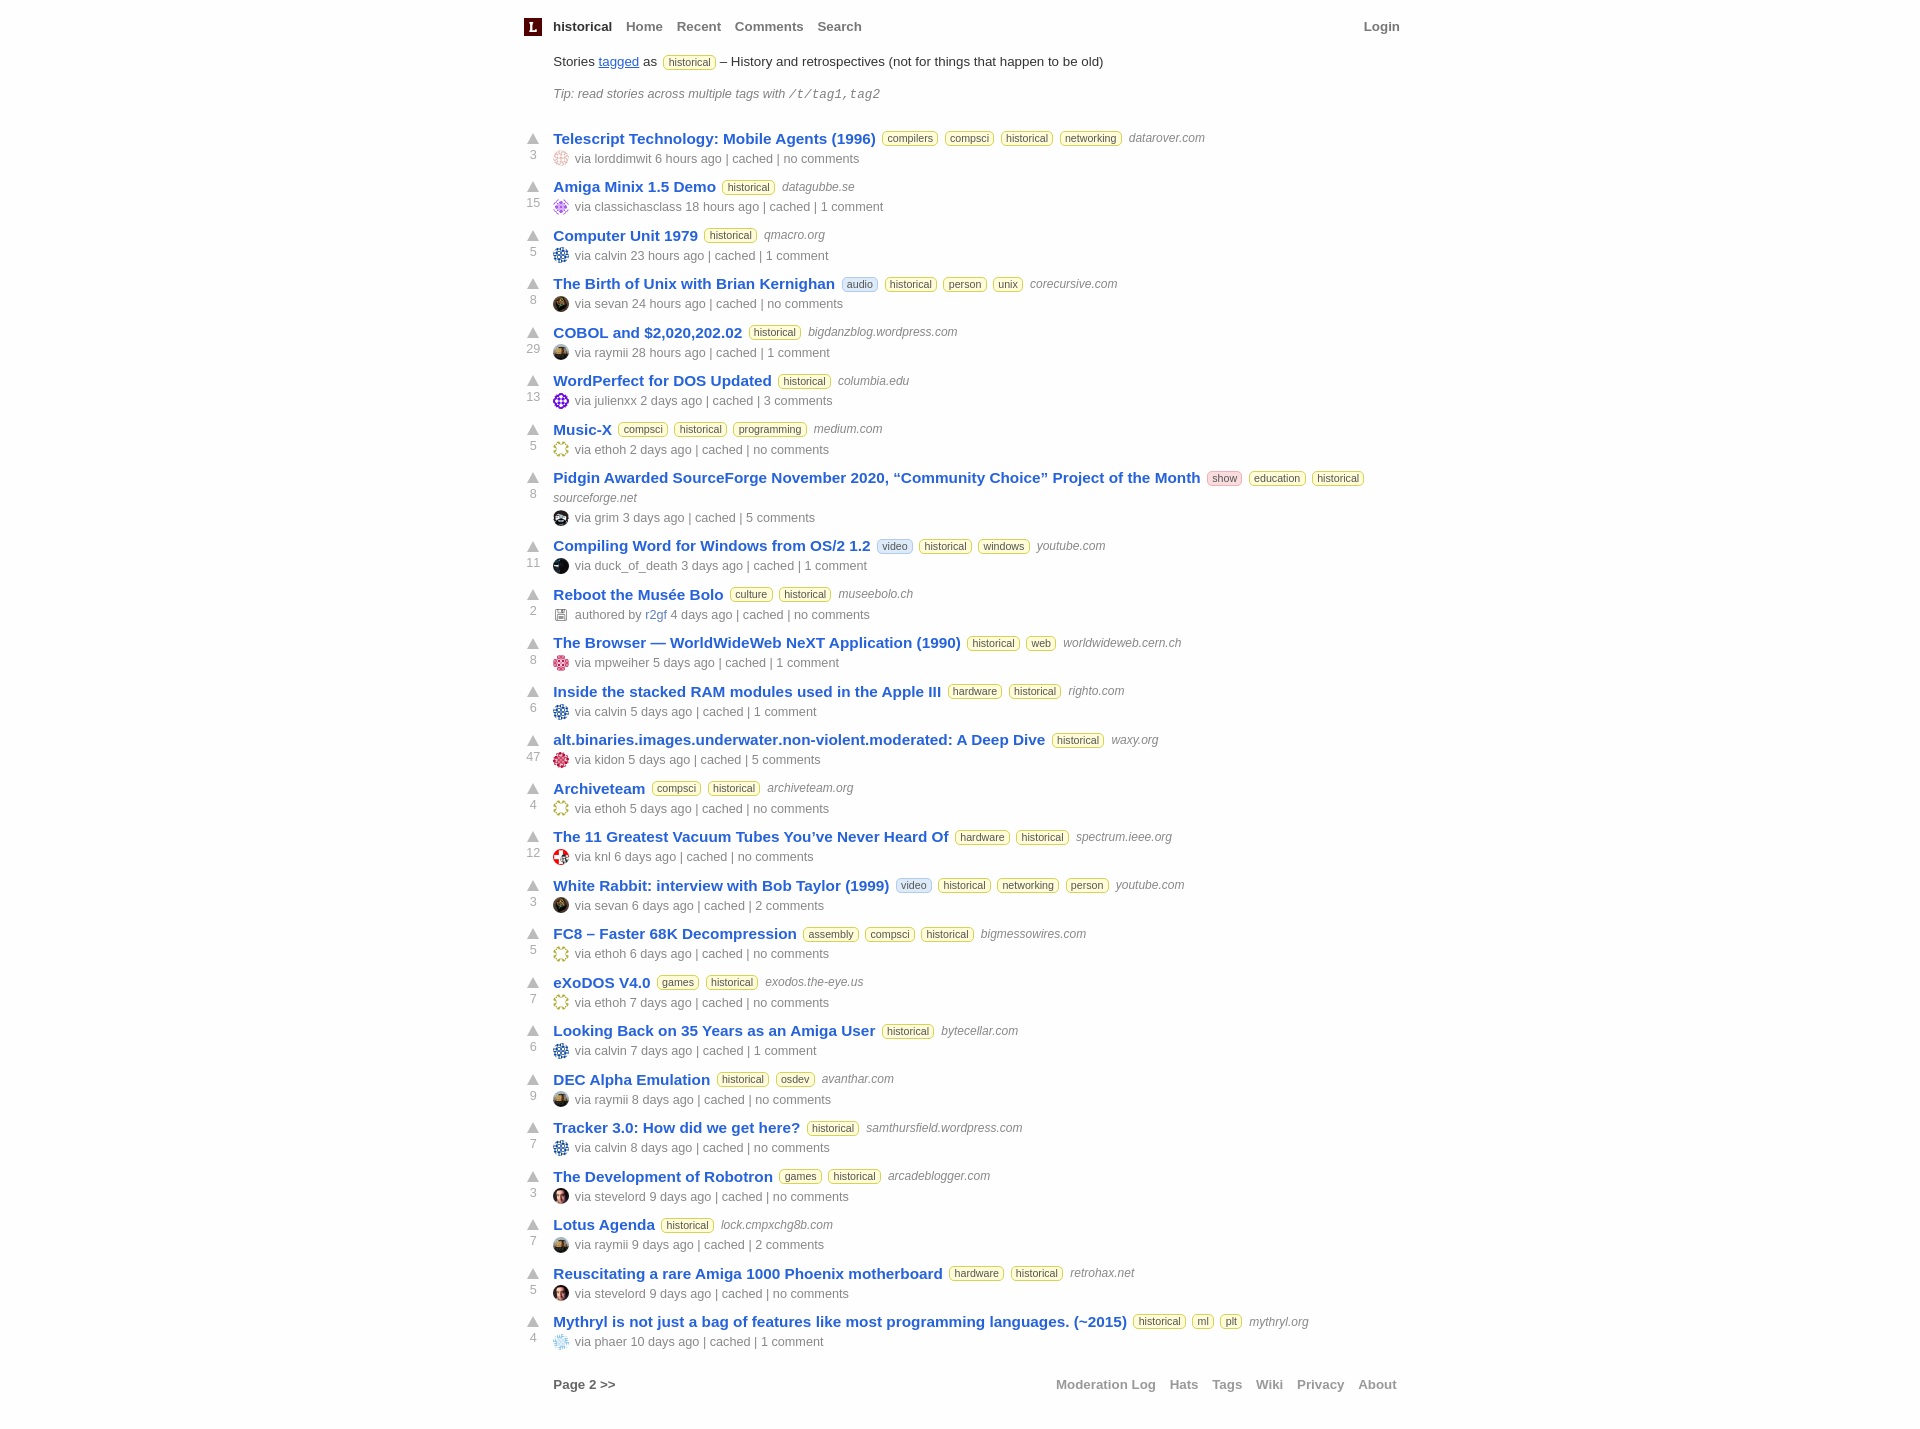 L historical Home Recent Comments Search Login
Stories tagged as historical – History and retrospectives (not for things that happen to be old)
Tip: read stories across multiple tags with /t/tag1,tag2
Telescript Technology: Mobile Agents (1996) compilers compsci historical networking datarover.com
3 via lorddimwit 6 hours ago | cached | no comments
Amiga Minix 1.5 Demo historical datagubbe.se
15 via classichasclass 18 hours ago | cached | 1 comment
Computer Unit 1979 historical qmacro.org
5 via calvin 23 hours ago | cached | 1 comment
The Birth of Unix with Brian Kernighan audio historical person unix corecursive.com
8 via sevan 24 hours ago | cached | no comments
COBOL and $2,020,202.02 historical bigdanzblog.wordpress.com
29 via raymii 28 hours ago | cached | 1 comment
WordPerfect for DOS Updated historical columbia.edu
13 via julienxx 2 days ago | cached | 3 comments
Music-X compsci historical programming medium.com
5 via ethoh 2 days ago | cached | no comments
Pidgin Awarded SourceForge November 2020, “Community Choice” Project of the Month show education historical
8 sourceforge.net
via grim 3 days ago | cached | 5 comments
Compiling Word for Windows from OS/2 1.2 video historical windows youtube.com
11 via duck_of_death 3 days ago | cached | 1 comment
Reboot the Musée Bolo culture historical museebolo.ch
2 authored by r2gf 4 days ago | cached | no comments
The Browser — WorldWideWeb NeXT Application (1990) historical web worldwideweb.cern.ch
8 via mpweiher 5 days ago | cached | 1 comment
Inside the stacked RAM modules used in the Apple III hardware historical righto.com
6 via calvin 5 days ago | cached | 1 comment
alt.binaries.images.underwater.non-violent.moderated: A Deep Dive historical waxy.org
47 via kidon 5 days ago | cached | 5 comments
Archiveteam compsci historical archiveteam.org
4 via ethoh 5 days ago | cached | no comments
The 11 Greatest Vacuum Tubes You’ve Never Heard Of hardware historical spectrum.ieee.org
12 via knl 6 days ago | cached | no comments
White Rabbit: interview with Bob Taylor (1999) video historical networking person youtube.com
3 via sevan 6 days ago | cached | 2 comments
FC8 – Faster 68K Decompression assembly compsci historical bigmessowires.com
5 via ethoh 6 days ago | cached | no comments
eXoDOS V4.0 games historical exodos.the-eye.us
7 via ethoh 7 days ago | cached | no comments
Looking Back on 35 Years as an Amiga User historical bytecellar.com
6 via calvin 7 days ago | cached | 1 comment
DEC Alpha Emulation historical osdev avanthar.com
9 via raymii 8 days ago | cached | no comments
Tracker 3.0: How did we get here? historical samthursfield.wordpress.com
7 via calvin 8 days ago | cached | no comments
The Development of Robotron games historical arcadeblogger.com
3 via stevelord 9 days ago | cached | no comments
Lotus Agenda historical lock.cmpxchg8b.com
7 via raymii 9 days ago | cached | 2 comments
Reuscitating a rare Amiga 1000 Phoenix motherboard hardware historical retrohax.net
5 via stevelord 9 days ago | cached | no comments
Mythryl is not just a bag of features like most programming languages. (~2015) historical ml plt mythryl.org
4 via phaer 10 days ago | cached | 1 comment
Page 2 >> Moderation Log Hats Tags Wiki Privacy About